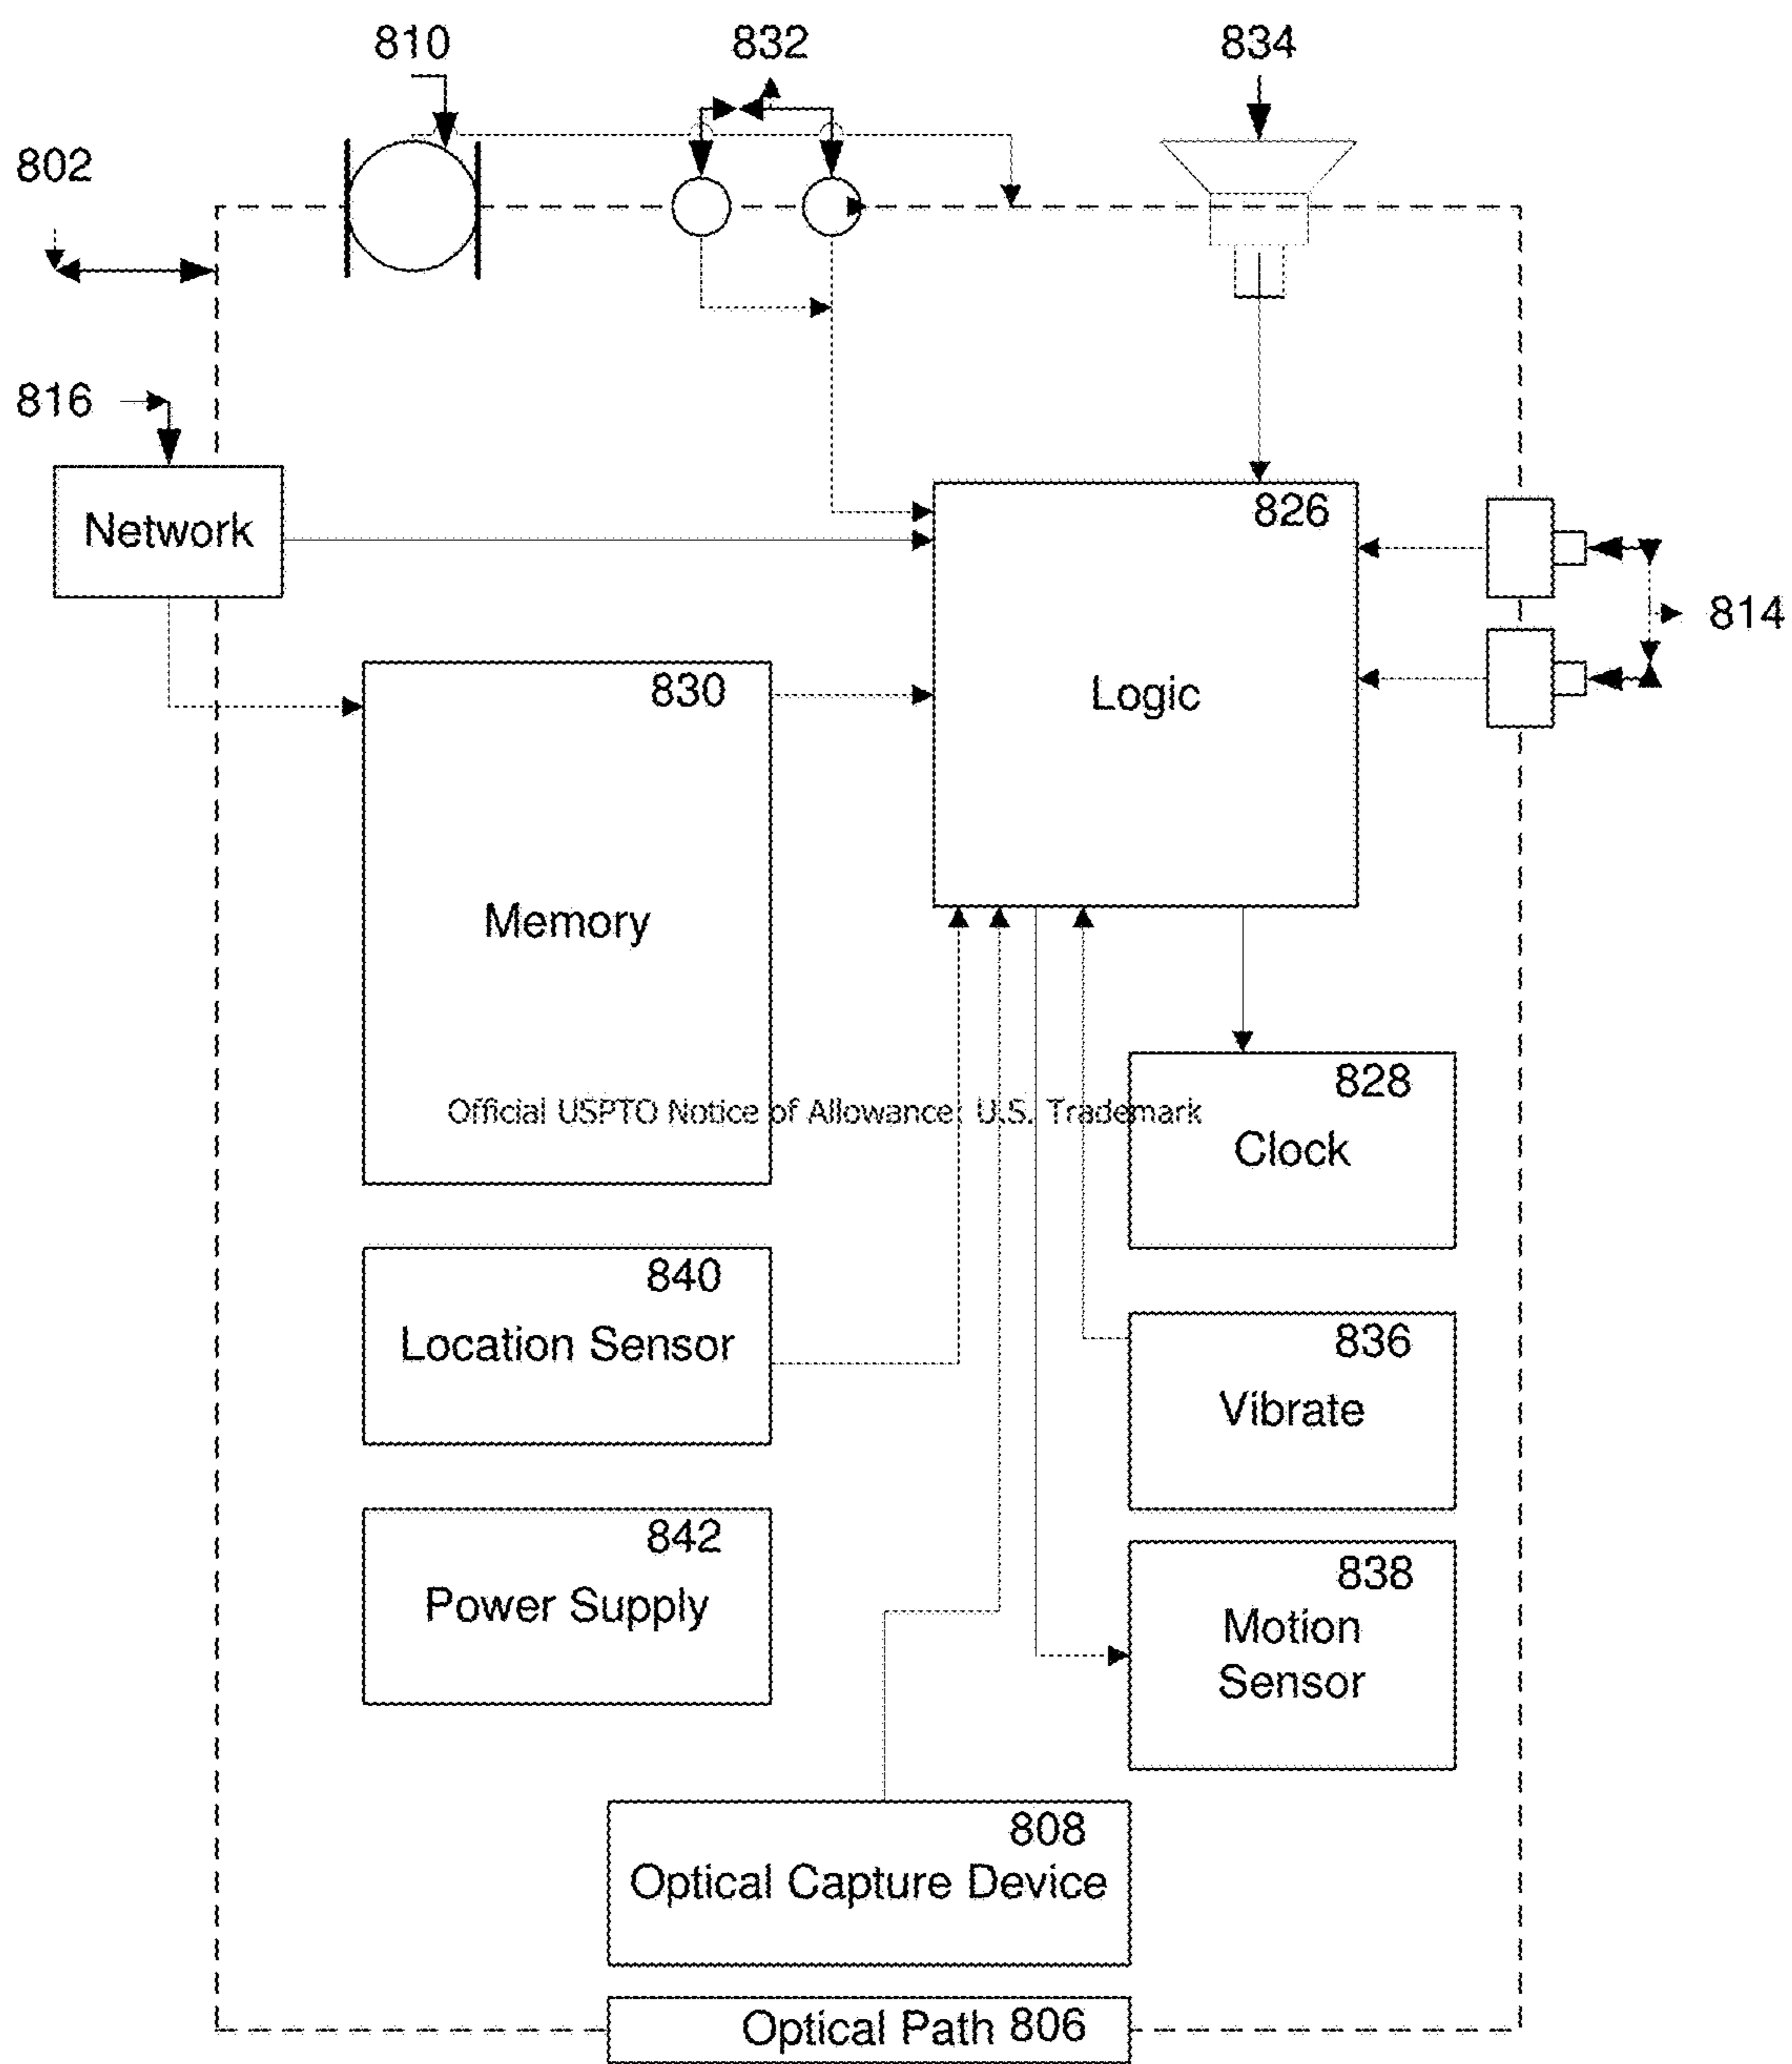 810
832
834
802
816
Network
826
814
830
Logic
Memory
828
Official USPTO Notice of Allowance: U.S. Trademark
Clock
840
Location Sensor
836
Vibrate
842
Power Supply
838
Motion
Sensor
808
Optical Capture Device
Optical Path 806